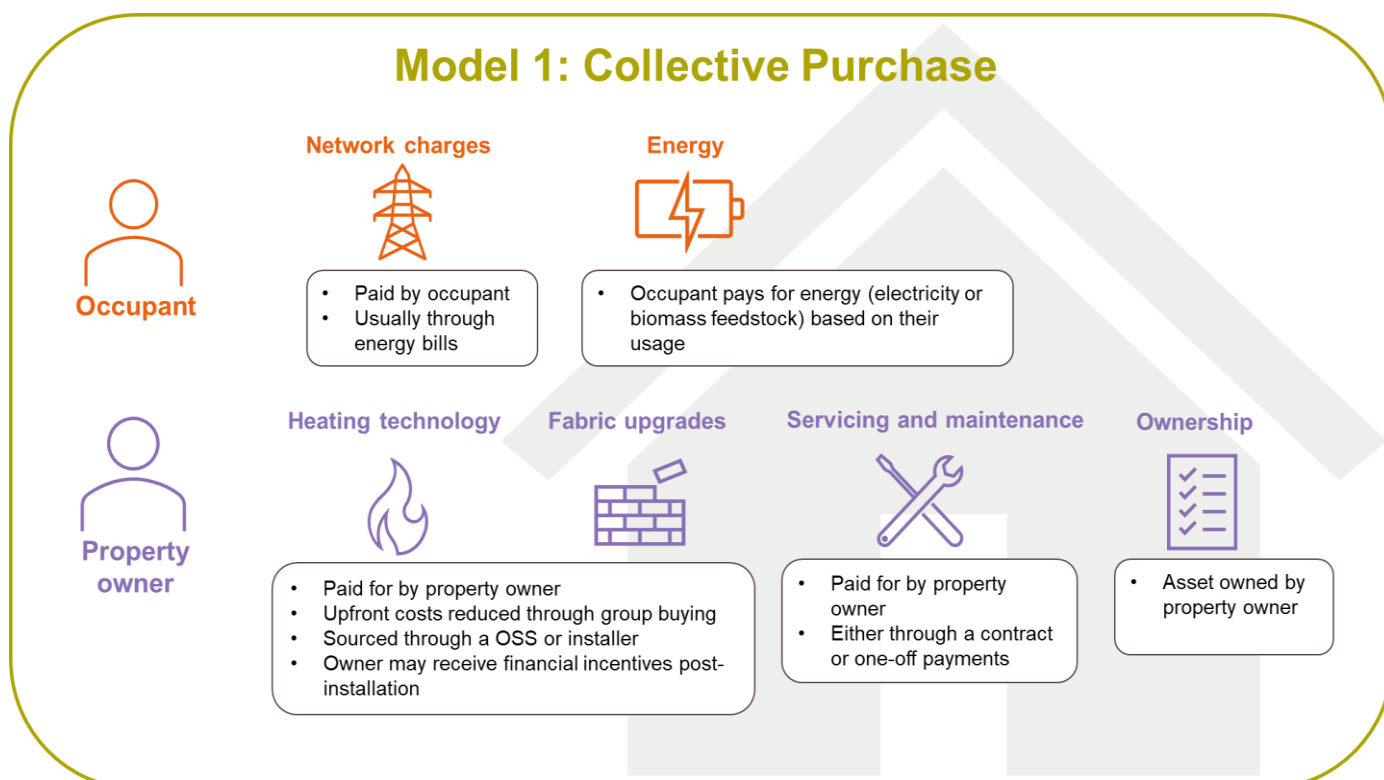 Model 1: Collective Purchase
Network charges
Energy
Occupant
• Paid by occupant
• Usually through
energy bills
• Occupant pays for energy (electricity or
biomass feedstock) based on their
usage
Heating technology
Fabric upgrades
Servicing and maintenance
Ownership
Property
owner
• Paid for by property owner
• Upfront costs reduced through group buying
• Sourced through a OSS or installer
• Owner may receive financial incentives post-
installation
• Paid for by property
owner
• Either through a contract
or one-off payments
• Asset owned by
property owner